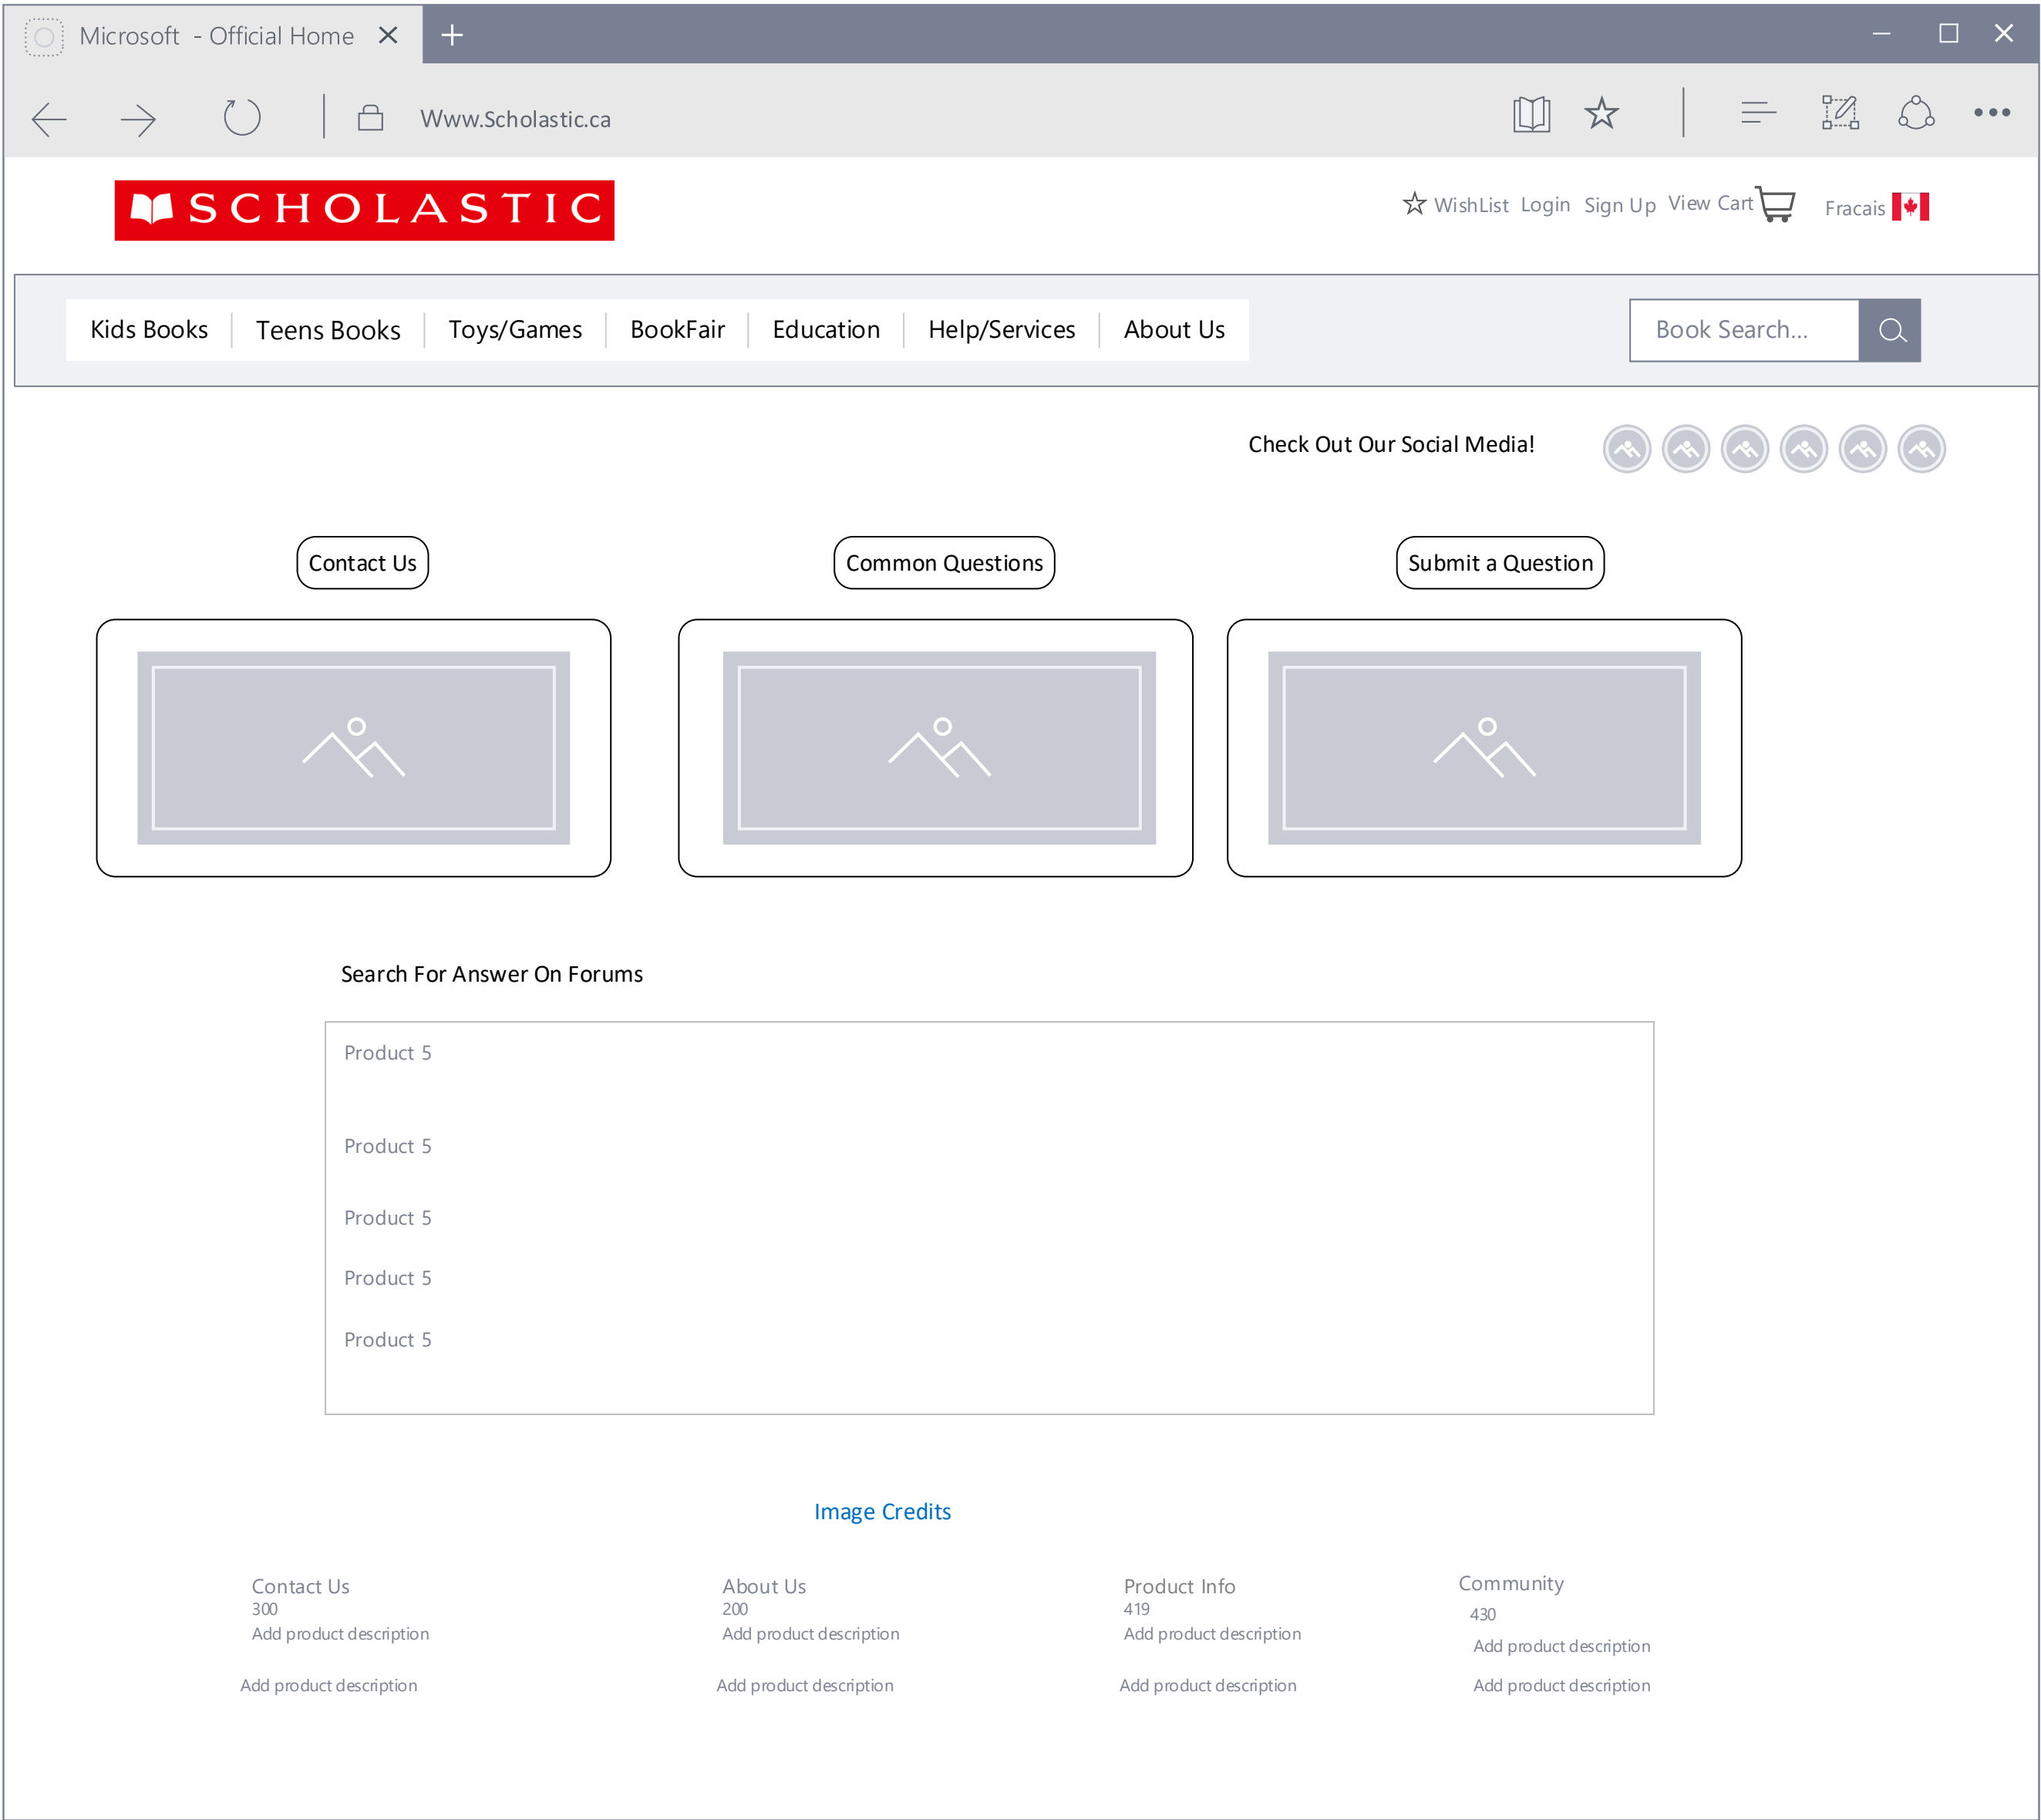 Microsoft - Official Home
Www.Scholastic.ca
SCHOLASTIC
WishList Login Sign Up View Cart Fracais
Kids Books Teens Books Toys/Games BookFair Education Help/Services About Us Book Search...
Check Out Our Social Media!
Contact Us Common Questions Submit a Question
Search For Answer On Forums
Product 5
Product 5
Product 5
Product 5
Product 5
Image Credits
Contact Us About Us Product Info Community
300 200 419 430
Add product description Add product description Add product description Add product description
Add product description Add product description Add product description Add product description